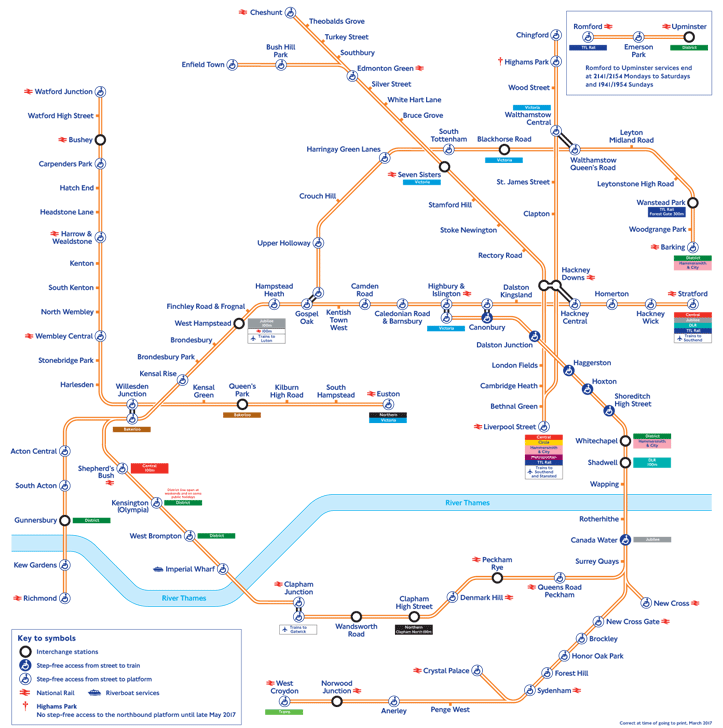 Cheshunt
Theobalds Grove
Turkey Street
Southbury
Bush Hill
Park
Enfield Town
Edmonton Green
Silver Street
White Hart Lane
Bruce Grove
Chingford
Highams Park
Wood Street
Victoria
Walthamstow
Central
Romford
Upminster
TfL Rail
Emerson
Park
District
Romford to Upminster services end
at 2141/2154 Mondays to Saturdays
and 1941/1954 Sundays
Watford Junction
Watford High Street
Bushey
Carpenders Park
Hatch End
Headstone Lane
Harrow &
Wealdstone
Kenton
South Kenton
North Wembley
Wembley Central
Stonebridge Park
Harlesden
Willesden
Junction
Bakerloo
Harringay Green Lanes
South
Tottenham
Blackhorse Road
Victoria
Seven Sisters
Victoria
Walthamstow
Queen's Road
Leyton
Midland Road
Leytonstone High Road
Wanstead Park
TfL Rail
Forest Gate 300m
Woodgrange Park
Barking
District
Hammersmith
& City
Crouch Hill
Upper Holloway
Stamford Hill
Stoke Newington
Rectory Road
St. James Street
Clapton
Hackney
Downs
Hampstead
Heath
Gospel
Oak
Finchley Road & Frognal
West Hampstead
Jubilee
100m
Trains to
Luton
Brondesbury
Brondesbury Park
Kensal Rise
Kentish
Town
West
Camden
Road
Caledonian Road
& Barnsbury
Highbury &
Islington
Victoria
Canonbury
Dalston
Kingsland
Dalston Junction
Hackney
Central
Homerton
Hackney
Wick
Stratford
Central
Jubilee
DLR
TfL Rail
Trains to
Southend
Kensal
Green
Queen's
Park
Bakerloo
Kilburn
High Road
South
Hampstead
Euston
Northern
Victoria
London Fields
Cambridge Heath
Bethnal Green
Liverpool Street
Central
Circle
Hammersmith
& City
Metropolitan
TfL Rail
Trains to
Southend
and Stansted
Haggerston
Hoxton
Shoreditch
High Street
Whitechapel
District
Hammersmith
& City
Shadwell
DLR
100m
Wapping
Rotherhithe
Canada Water
Jubilee
Surrey Quays
Acton Central
South Acton
Gunnersbury
District
Kew Gardens
Richmond
Shepherd's
Bush
Central
100m
Kensington
(Olympia)
District
West Brompton
District
Imperial Wharf
River Thames
River Thames
Clapham
Junction
Trains to
Gatwick
Wandsworth
Road
Clapham
High Street
Northern
Clapham North 100m
Denmark Hill
Peckham
Rye
Queens Road
Peckham
New Cross
New Cross Gate
Brockley
Honor Oak Park
Forest Hill
Sydenham
Crystal Palace
Penge West
Anerley
Norwood
Junction
West
Croydon
Trams
Key to symbols
Interchange stations
Step-free access from street to train
Step-free access from street to platform
National Rail
Riverboat services
Highams Park
No step-free access to the northbound platform until late May 2017
Correct at time of going to print, March 2017